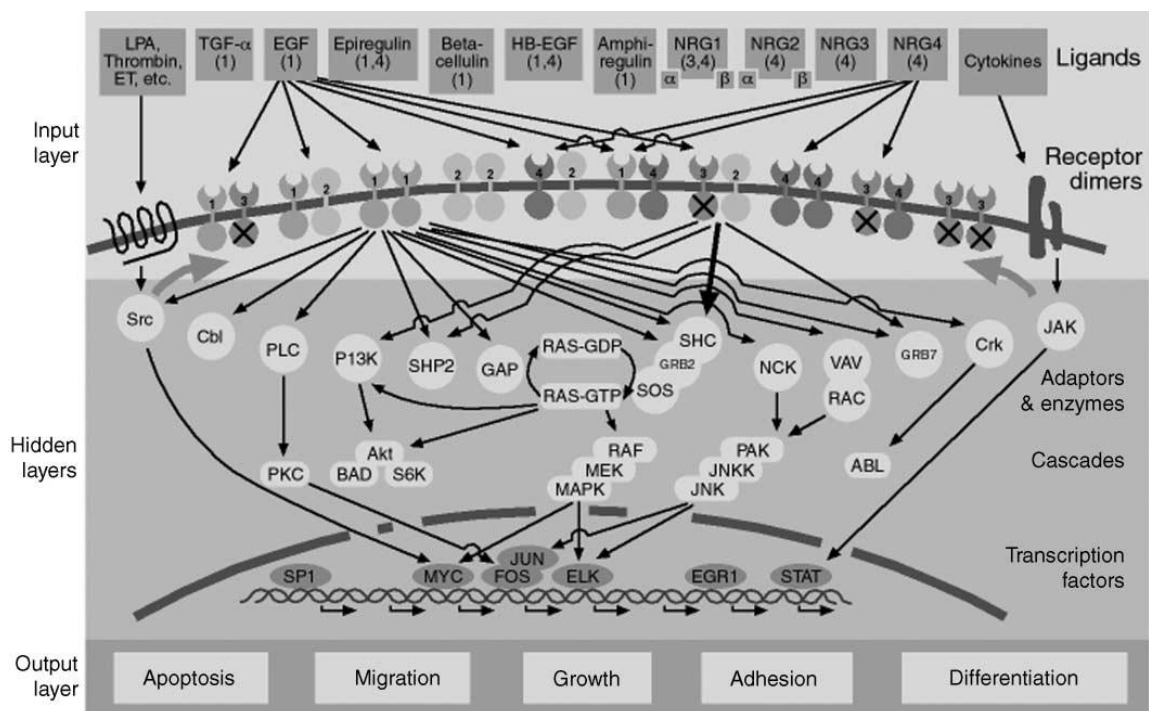 LPA,
Thrombin,
ET, etc.
TGF-α
(1)
EGF
(1)
Epiregulin
(1,4)
Beta-
cellulin
(1)
HB-EGF
(1,4)
Amphi-
regulin
(1)
NRG1
(3,4)
α
β
NRG2
(4)
α
β
NRG3
(4)
NRG4
(4)
Cytokines
Ligands
Input
layer
Receptor
dimers
1
3
1
2
1
1
2
2
4
2
1
4
3
2
4
4
3
4
3
3
Src
Cbl
PLC
P13K
SHP2
GAP
RAS-GDP
RAS-GTP
SHC
GRB2
SOS
NCK
VAV
RAC
GRB7
Crk
JAK
Adaptors
& enzymes
Hidden
layers
PKC
Akt
BAD
S6K
RAF
MEK
MAPK
PAK
JNKK
JNK
ABL
Cascades
SP1
MYC
JUN
FOS
ELK
EGR1
STAT
Transcription
factors
Output
layer
Apoptosis
Migration
Growth
Adhesion
Differentiation